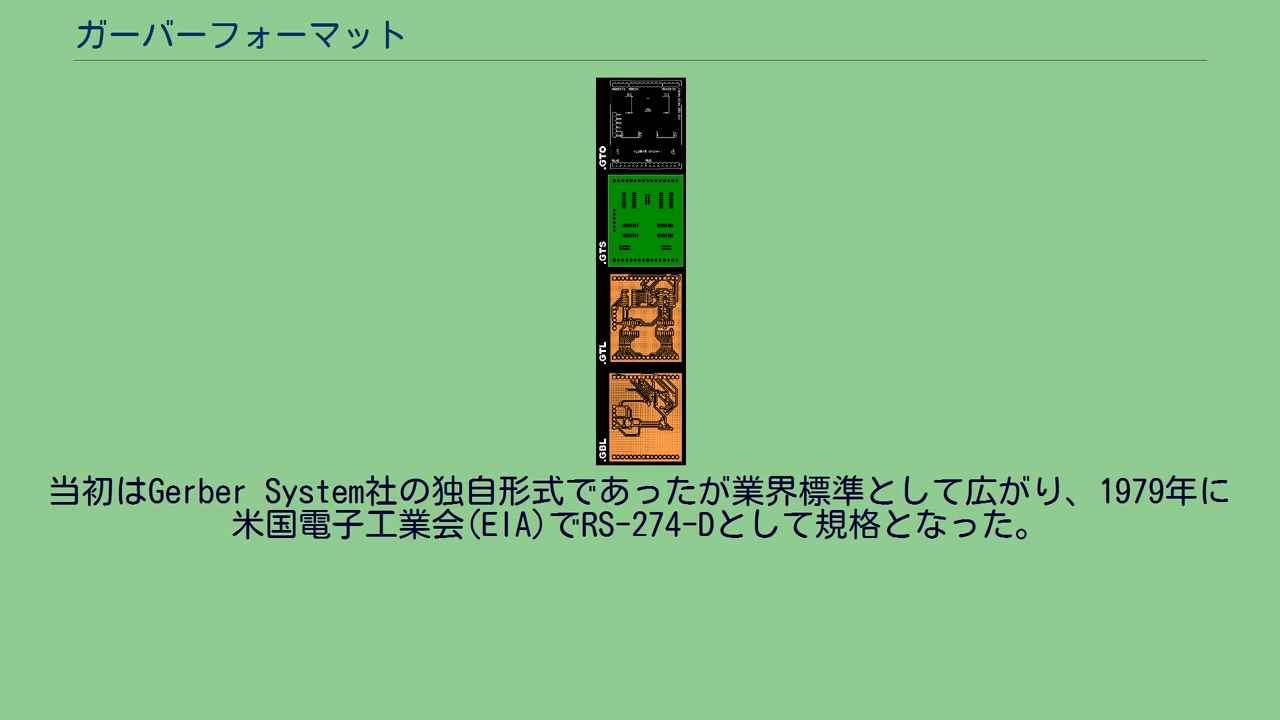 ガーバーフォーマット
.GTO
.GTS
.GTL
.GBL
当初はGerber System社の独自形式であったが業界標準として広がり、1979年に
米国電子工業会(EIA)でRS-274-Dとして規格となった。